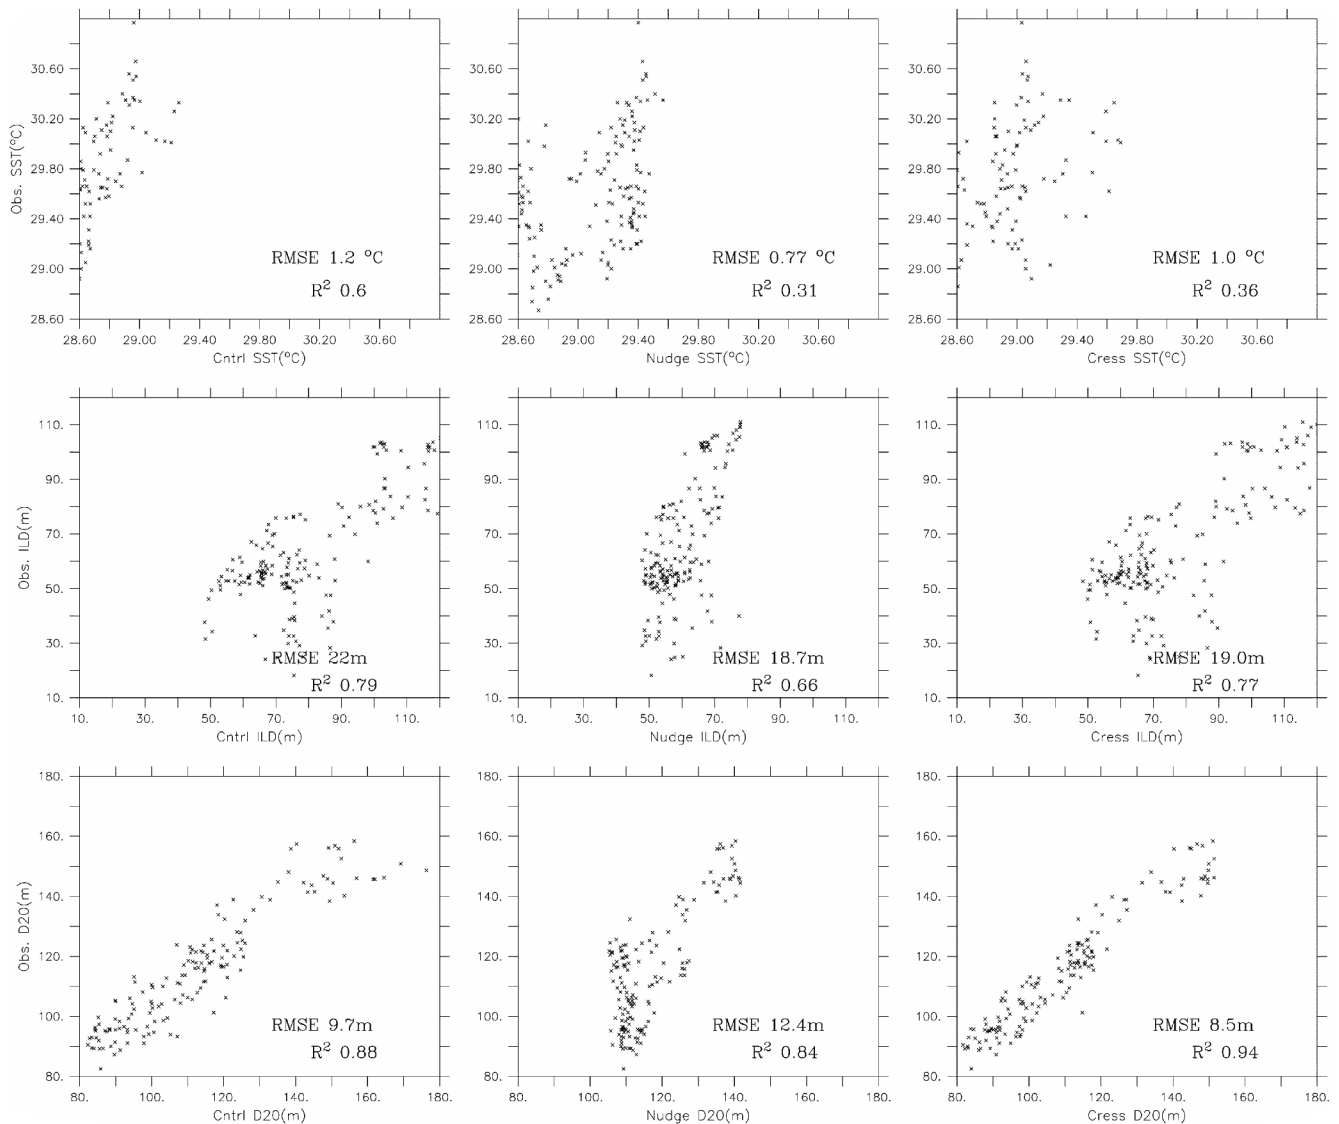 30.60
30.20
29.80
29.40
29.00
28.60
Obs. SST(°C)
28.60 29.00 29.40 29.80 30.20 30.60
Cntrl SST(°C)
RMSE 1.2 °C
R² 0.6
30.60
30.20
29.80
29.40
29.00
28.60
28.60 29.00 29.40 29.80 30.20 30.60
Nudge SST(°C)
RMSE 0.77 °C
R² 0.31
30.60
30.20
29.80
29.40
29.00
28.60
28.60 29.00 29.40 29.80 30.20 30.60
Cress SST(°C)
RMSE 1.0 °C
R² 0.36
110.
90.
70.
50.
30.
10.
Obs. ILD(m)
10. 30. 50. 70. 90. 110.
Cntrl ILD(m)
RMSE 22m
R² 0.79
110.
90.
70.
50.
30.
10.
10. 30. 50. 70. 90. 110.
Nudge ILD(m)
RMSE 18.7m
R² 0.66
110.
90.
70.
50.
30.
10.
10. 30. 50. 70. 90. 110.
Cress ILD(m)
RMSE 19.0m
R² 0.77
180.
160.
140.
120.
100.
80.
Obs. D20(m)
80. 100. 120. 140. 160. 180.
Cntrl D20(m)
RMSE 9.7m
R² 0.88
180.
160.
140.
120.
100.
80.
80. 100. 120. 140. 160. 180.
Nudge D20(m)
RMSE 12.4m
R² 0.84
180.
160.
140.
120.
100.
80.
80. 100. 120. 140. 160. 180.
Cress D20(m)
RMSE 8.5m
R² 0.94